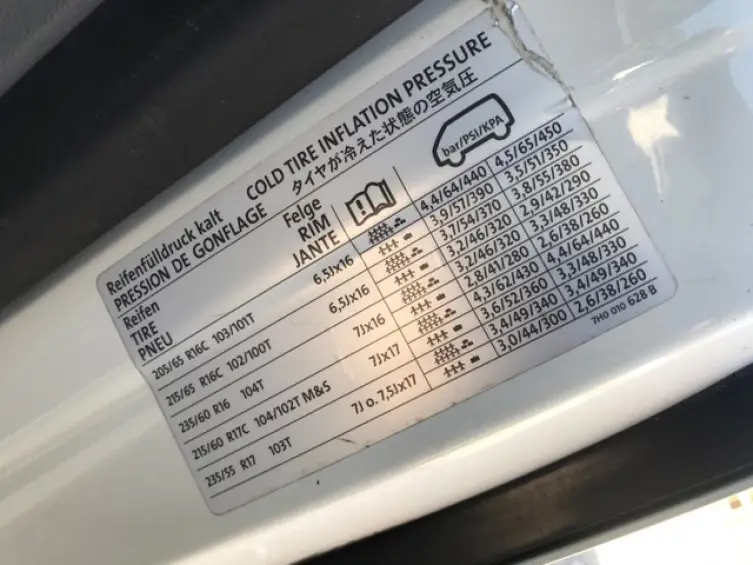 Reifenfülldruck kalt COLD TIRE INFLATION PRESSURE
PRESSION DE GONFLAGE タイヤが冷えた状態の空気圧
Reifen Felge
TIRE RIM
PNEU JANTE
bar/PSI/KPA
205/65 R16C 103/101T 6,5Jx16 4,4/64/440 4,5/65/450
3,9/57/390 3,5/51/350
215/65 R16C 102/100T 6,5Jx16 3,7/54/370 3,8/55/380
3,2/46/320 2,9/42/290
235/60 R16 104T 7Jx16 3,2/46/320 3,3/48/330
2,8/41/280 2,6/38/260
215/60 R17C 104/102T M&S 7Jx17 4,3/62/430 4,4/64/440
3,6/52/360 3,3/48/330
235/55 R17 103T 7J o. 7,5Jx17 3,4/49/340 3,4/49/340
3,0/44/300 2,6/38/260
7H0 010 628 B